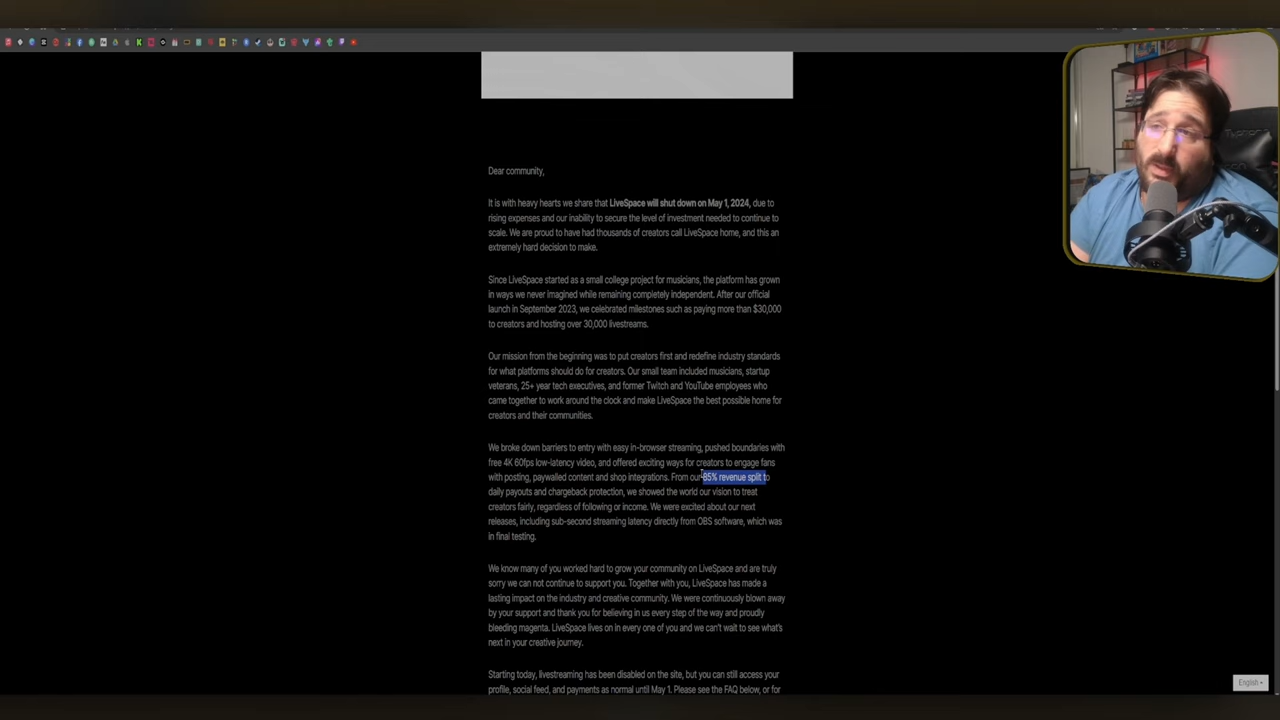 Dear community,
It is with heavy hearts we share that LiveSpace will shut down on May 1, 2024, due to
rising expenses and our inability to secure the level of investment needed to continue to
scale. We are proud to have had thousands of creators call LiveSpace home, and this an
extremely hard decision to make.
Since LiveSpace started as a small college project for musicians, the platform has grown
in ways we never imagined while remaining completely independent. After our official
launch in September 2023, we celebrated milestones such as paying more than $30,000
to creators and hosting over 30,000 livestreams.
Our mission from the beginning was to put creators first and redefine industry standards
for what platforms should do for creators. Our small team included musicians, startup
veterans, 25+ year tech executives, and former Twitch and YouTube employees who
came together to work around the clock and make LiveSpace the best possible home for
creators and their communities.
We broke down barriers to entry with easy in-browser streaming, pushed boundaries with
free 4K 60fps low-latency video, and offered exciting ways for creators to engage fans
with posting, paywalled content and shop integrations. From our 85% revenue split to
daily payouts and chargeback protection, we showed the world our vision to treat
creators fairly, regardless of following or income. We were excited about our next
releases, including sub-second streaming latency directly from OBS software, which was
in final testing.
We know many of you worked hard to grow your community on LiveSpace and are truly
sorry we can not continue to support you. Together with you, LiveSpace has made a
lasting impact on the industry and creative community. We were continuously blown away
by your support and thank you for believing in us every step of the way and proudly
bleeding magenta. LiveSpace lives on in every one of you and we can't wait to see what's
next in your creative journey.
Starting today, livestreaming has been disabled on the site, but you can still access your
profile, social feed, and payments as normal until May 1. Please see the FAQ below, or for
English